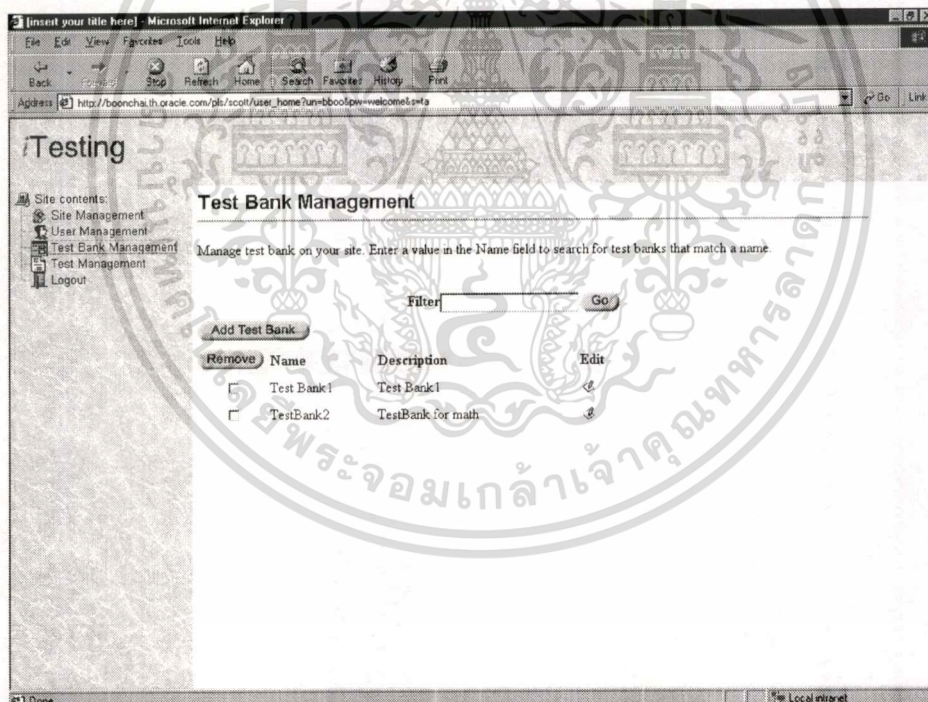 [insert your title here] - Microsoft Internet Explorer
File Edit View Favorites Tools Help
Back Forward Stop Refresh Home Search Favorites History Print
Address http://boonchai.th.oracle.com/pls/scott/user_home?un=bboo&pw=welcome&s=ta Go Link
iTesting
Site contents:
Site Management
User Management
Test Bank Management
Test Management
Logout
Test Bank Management
Manage test bank on your site. Enter a value in the Name field to search for test banks that match a name.
Filter Go
Add Test Bank
Remove Name Description Edit
Test Bank1 Test Bank1
TestBank2 TestBank for math
Done Local intranet